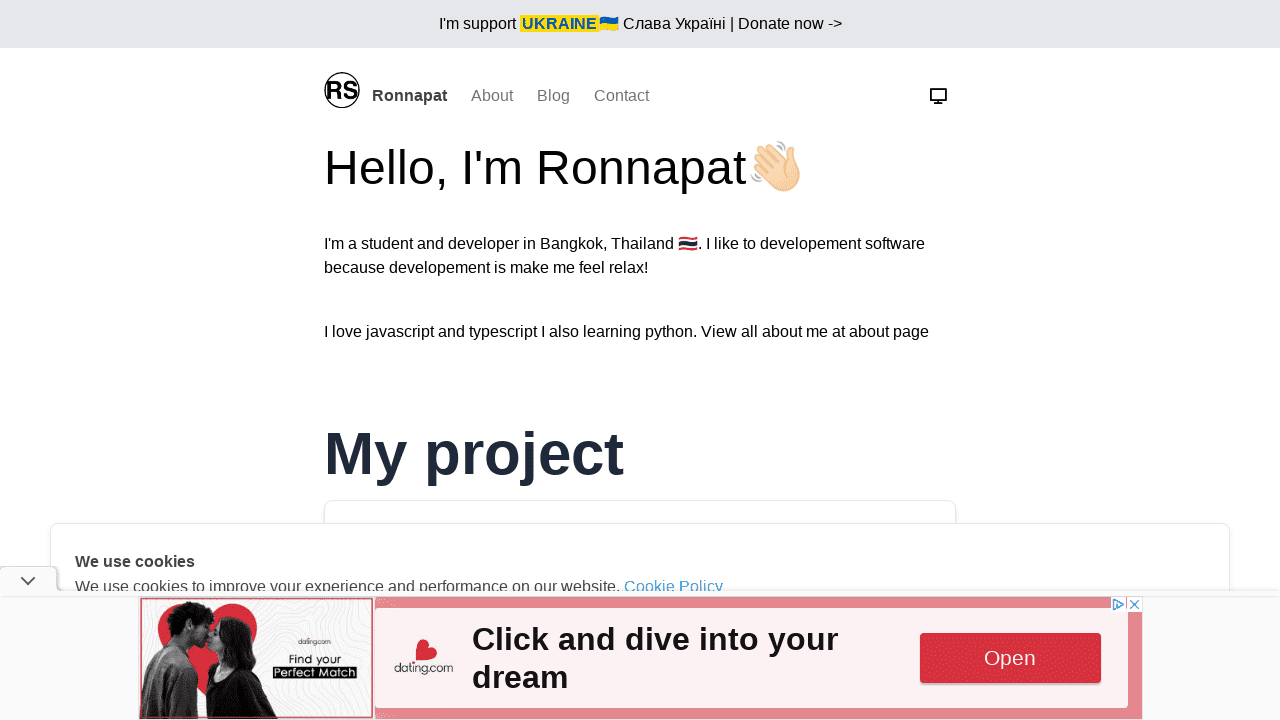 I'm support UKRAINE🇺🇦 Слава Україні | Donate now ->
RS Ronnapat About Blog Contact
Hello, I'm Ronnapat👋🏻
I'm a student and developer in Bangkok, Thailand 🇹🇭. I like to developement software
because developement is make me feel relax!
I love javascript and typescript I also learning python. View all about me at about page
My project
We use cookies
We use cookies to improve your experience and performance on our website. Cookie Policy
dating.com
Find your
Perfect Match
dating.com
Click and dive into your
dream
Open